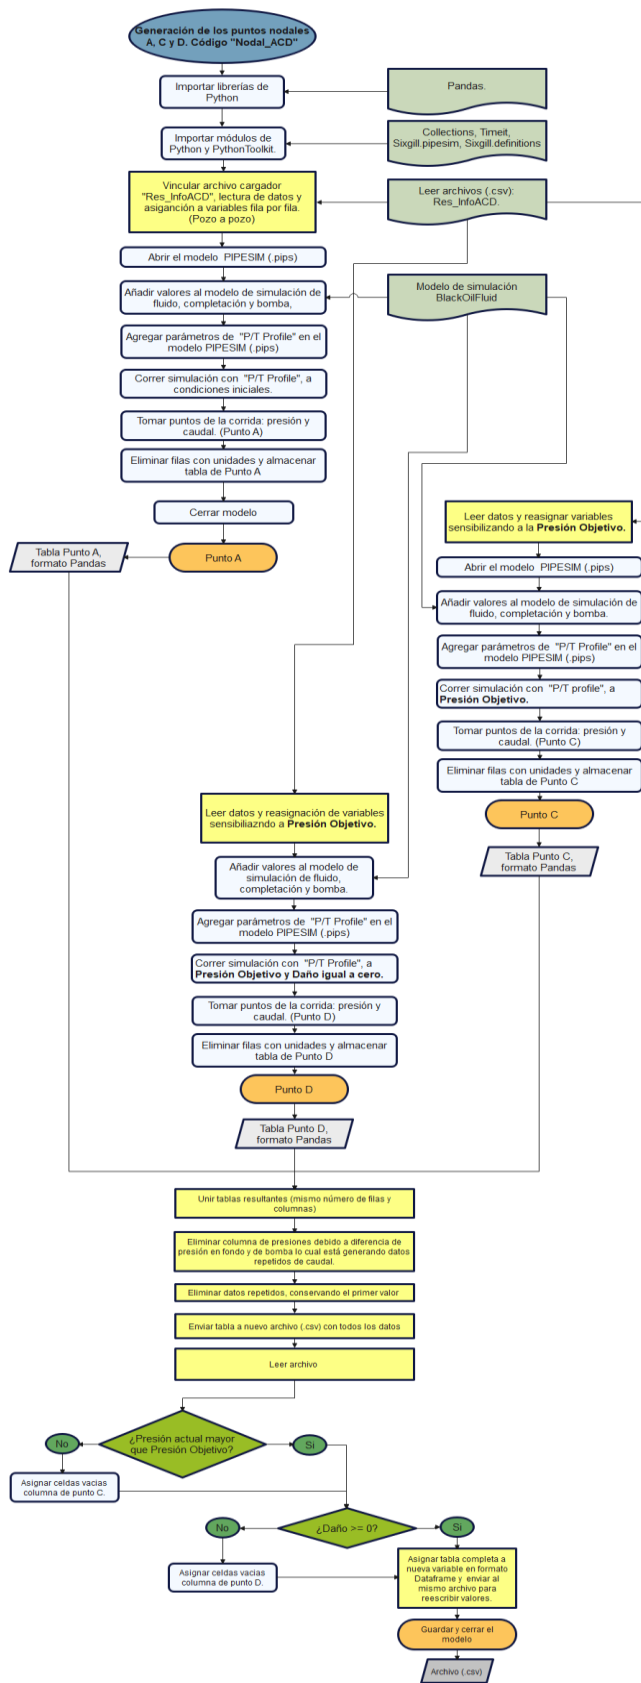 Generación de los puntos nodales
A, C y D. Código "Nodal_ACD"
Importar librerías de
Python
Pandas.
Importar módulos de
Python y PythonToolkit.
Collections, Timeit,
Sixgill.pipesim, Sixgill.definitions
Vincular archivo cargador
"Res_InfoACD", lectura de datos y
asiganción a variables fila por fila.
(Pozo a pozo)
Leer archivos (.csv):
Res_InfoACD.
Abrir el modelo PIPESIM (.pips)
Añadir valores al modelo de simulación de
fluido, completación y bomba,
Modelo de simulación
BlackOilFluid
Agregar parámetros de "P/T Profile" en el
modelo PIPESIM (.pips)
Correr simulación con "P/T Profile", a
condiciones iniciales.
Tomar puntos de la corrida: presión y
caudal. (Punto A)
Eliminar filas con unidades y almacenar
tabla de Punto A
Cerrar modelo
Punto A
Tabla Punto A,
formato Pandas
Leer datos y reasignar variables
sensibilizando a la Presión Objetivo.
Abrir el modelo PIPESIM (.pips)
Añadir valores al modelo de simulación de
fluido, completación y bomba.
Agregar parámetros de "P/T Profile" en el
modelo PIPESIM (.pips)
Correr simulación con "P/T profile", a
Presión Objetivo.
Tomar puntos de la corrida: presión y
caudal. (Punto C)
Eliminar filas con unidades y almacenar
tabla de Punto C
Punto C
Tabla Punto C,
formato Pandas
Leer datos y reasignación de variables
sensibiliazndo a Presión Objetivo.
Añadir valores al modelo de
simulación de fluido,
completación y bomba.
Agregar parámetros de "P/T Profile" en el
modelo PIPESIM (.pips)
Correr simulación con "P/T Profile", a
Presión Objetivo y Daño igual a cero.
Tomar puntos de la corrida: presión y
caudal. (Punto D)
Eliminar filas con unidades y almacenar
tabla de Punto D
Punto D
Tabla Punto D,
formato Pandas
Unir tablas resultantes (mismo número de filas y
columnas)
Eliminar columna de presiones debido a diferencia de
presión en fondo y de bomba lo cual está generando datos
repetidos de caudal.
Eliminar datos repetidos, conservando el primer valor
Enviar tabla a nuevo archivo (.csv) con todos los datos
Leer archivo
¿Presión actual mayor
que Presión Objetivo?
No
Si
Asignar celdas vacias
columna de punto C.
¿Daño >= 0?
No
Si
Asignar celdas vacias
columna de punto D.
Asignar tabla completa a
nueva variable en formato
Dataframe y enviar al
mismo archivo para
reescribir valores.
Guardar y cerrar el
modelo
Archivo (.csv)